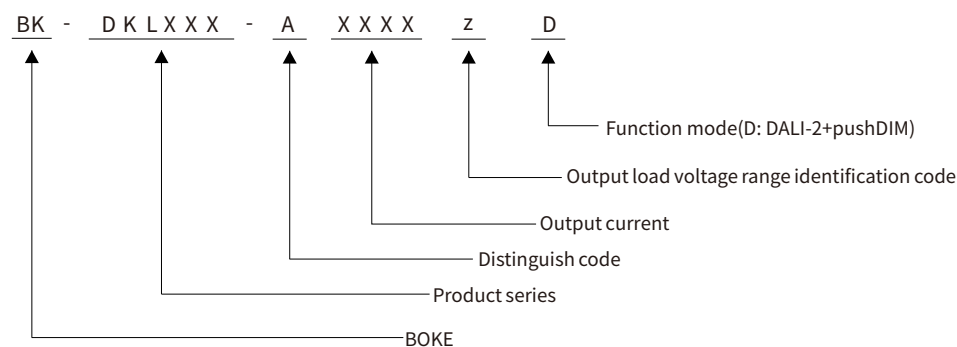 BK - DKLXXX - A XXXX z D
Function mode(D: DALI-2+pushDIM)
Output load voltage range identification code
Output current
Distinguish code
Product series
BOKE